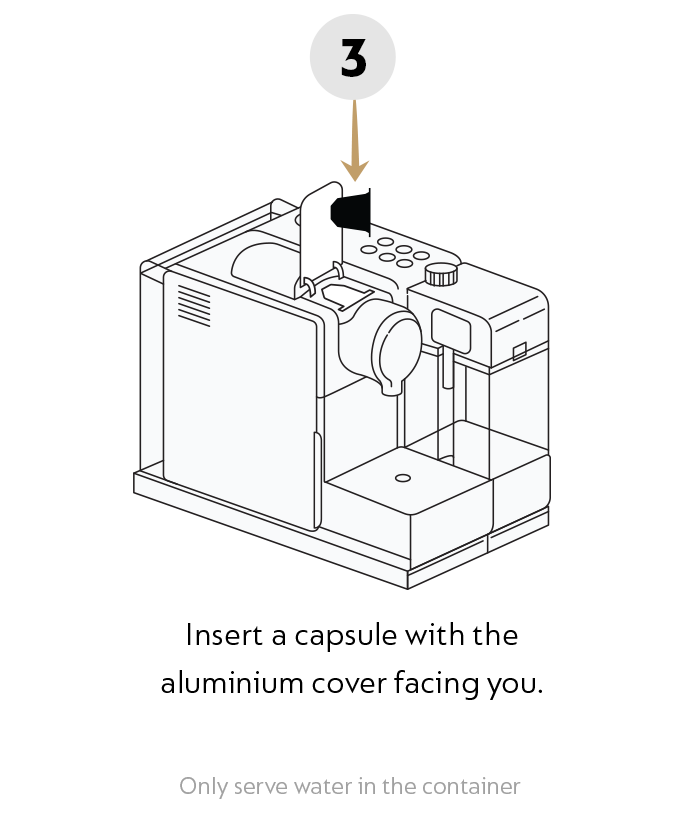 3
Insert a capsule with the
aluminium cover facing you.
Only serve water in the container